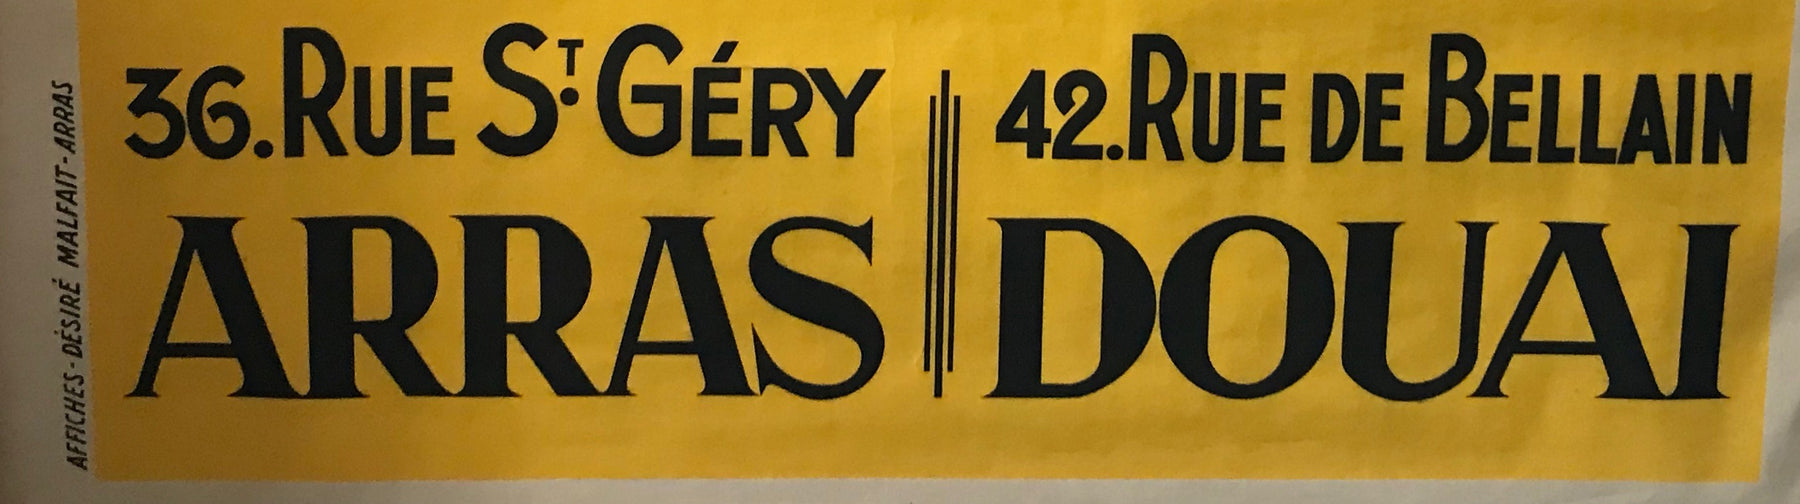 36. RUE ST. GÉRY
ARRAS
42. RUE DE BELLAIN
DOUAI
AFFICHES - DÉSIRÉ MALFAIT - ARRAS